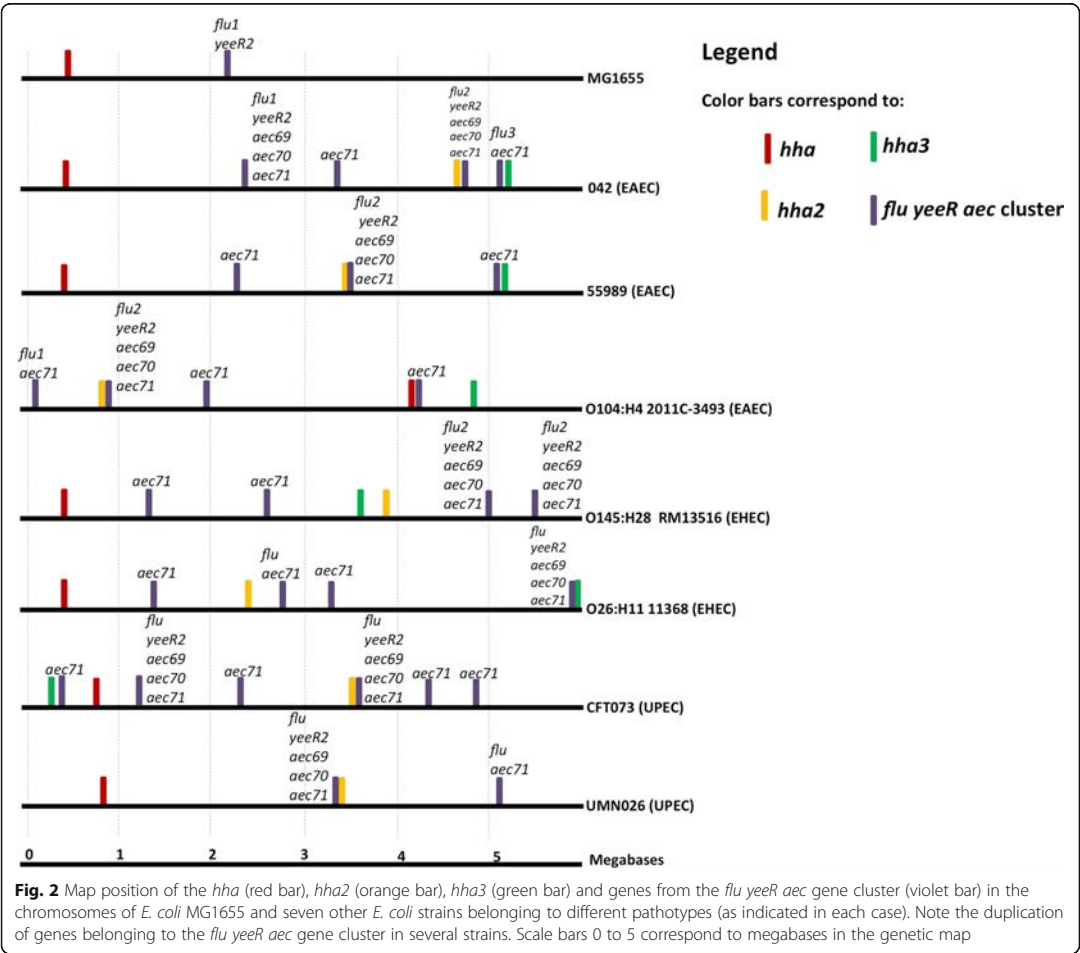 flu1
yeeR2
MG1655
Legend
Color bars correspond to:
hha
hha3
hha2
flu yeeR aec cluster
flu1
yeeR2
aec69
aec70
aec71
aec71
flu2
yeeR2
aec69
aec70
aec71
flu3
aec71
042 (EAEC)
aec71
flu2
yeeR2
aec69
aec70
aec71
aec71
55989 (EAEC)
flu1
aec71
flu2
yeeR2
aec69
aec70
aec71
aec71
aec71
O104:H4 2011C-3493 (EAEC)
aec71
aec71
flu2
yeeR2
aec69
aec70
aec71
flu2
yeeR2
aec69
aec70
aec71
O145:H28 RM13516 (EHEC)
aec71
flu
aec71
aec71
flu
yeeR2
aec69
aec70
aec71
O26:H11 11368 (EHEC)
aec71
flu
yeeR2
aec69
aec70
aec71
aec71
flu
yeeR2
aec69
aec70
aec71
aec71
aec71
CFT073 (UPEC)
flu
yeeR2
aec69
aec70
aec71
flu
aec71
UMN026 (UPEC)
0 1 2 3 4 5 Megabases
Fig. 2 Map position of the hha (red bar), hha2 (orange bar), hha3 (green bar) and genes from the flu yeeR aec gene cluster (violet bar) in the
chromosomes of E. coli MG1655 and seven other E. coli strains belonging to different pathotypes (as indicated in each case). Note the duplication
of genes belonging to the flu yeeR aec gene cluster in several strains. Scale bars 0 to 5 correspond to megabases in the genetic map